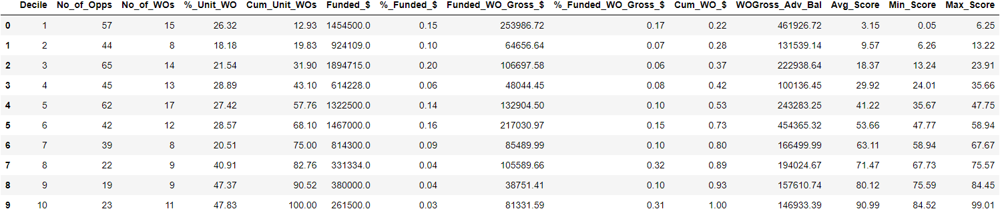 Decile No_of_Opps No_of_WOs %_Unit_WO Cum_Unit_WOs Funded_$ %_Funded_$ Funded_WO_Gross_$ %_Funded_WO_Gross_$ Cum_WO_$ WOGross_Adv_Bal Avg_Score Min_Score Max_Score
0 1 57 15 26.32 12.93 1454500.0 0.15 253986.72 0.17 0.22 461926.72 3.15 0.05 6.25
1 2 44 8 18.18 19.83 924109.0 0.10 64656.64 0.07 0.28 131539.14 9.57 6.26 13.22
2 3 65 14 21.54 31.90 1894715.0 0.20 106697.58 0.06 0.37 222938.64 18.37 13.24 23.91
3 4 45 13 28.89 43.10 614228.0 0.06 48044.45 0.08 0.42 100136.45 29.92 24.01 35.66
4 5 62 17 27.42 57.76 1322500.0 0.14 132904.50 0.10 0.53 243283.25 41.22 35.67 47.75
5 6 42 12 28.57 68.10 1467000.0 0.16 217030.97 0.15 0.73 454365.32 53.66 47.77 58.94
6 7 39 8 20.51 75.00 814300.0 0.09 85489.99 0.10 0.80 166499.99 63.11 58.94 67.67
7 8 22 9 40.91 82.76 331334.0 0.04 105589.66 0.32 0.89 194024.67 71.47 67.73 75.57
8 9 19 9 47.37 90.52 380000.0 0.04 38751.41 0.10 0.93 157610.74 80.12 75.59 84.45
9 10 23 11 47.83 100.00 261500.0 0.03 81331.59 0.31 1.00 146933.39 90.99 84.52 99.01